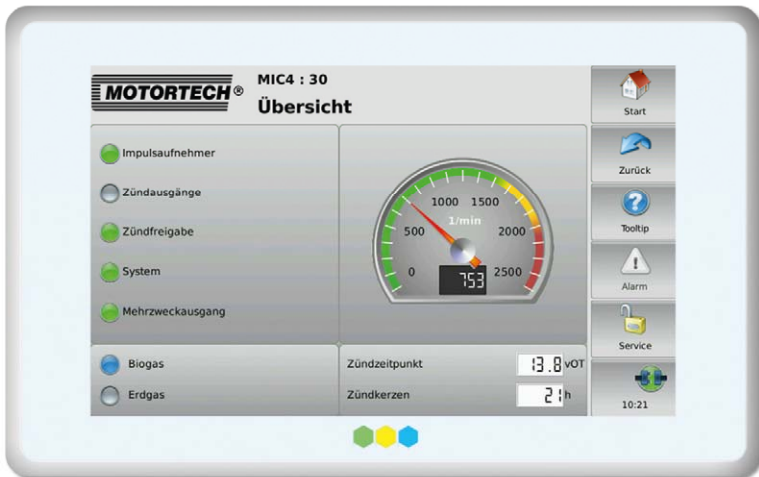 MOTORTECH®
MIC4 : 30
Übersicht
Start
Impulsaufnehmer
Zündausgänge
Zündfreigabe
System
Mehrzweckausgang
0
500
1000
1500
2000
2500
1/min
753
Zurück
Tooltip
Alarm
Service
Biogas
Erdgas
Zündzeitpunkt 13.8 vOT
Zündkerzen 21 h
10:21